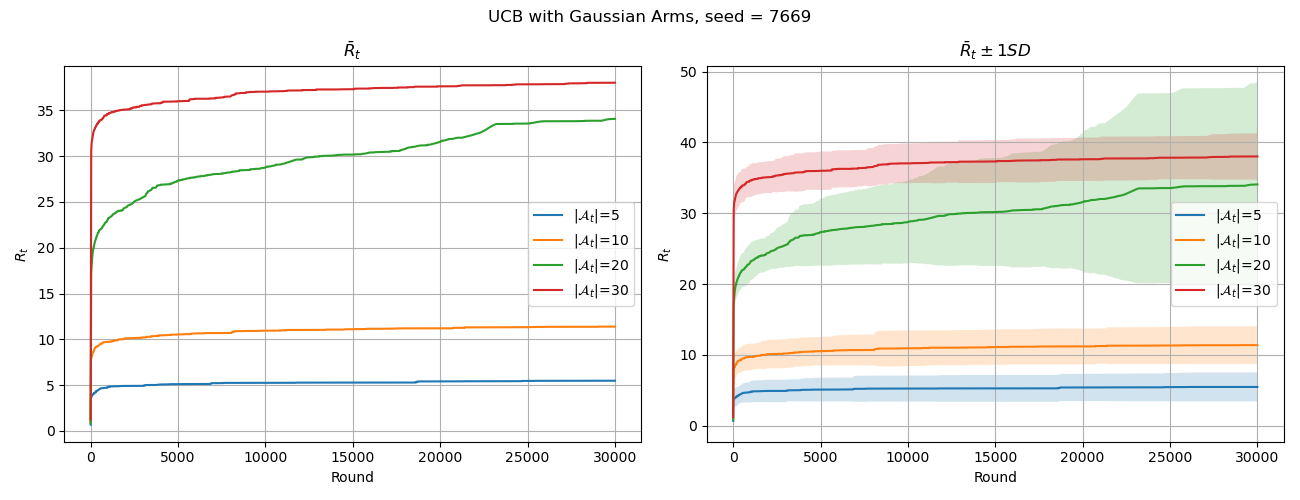 UCB with Gaussian Arms, seed = 7669
R̄ₜ
35
30
25
20
15
10
5
0
Rₜ
0 5000 10000 15000 20000 25000 30000
Round
|𝒜ₜ|=5
|𝒜ₜ|=10
|𝒜ₜ|=20
|𝒜ₜ|=30
R̄ₜ ± 1SD
50
40
30
20
10
0
Rₜ
0 5000 10000 15000 20000 25000 30000
Round
|𝒜ₜ|=5
|𝒜ₜ|=10
|𝒜ₜ|=20
|𝒜ₜ|=30